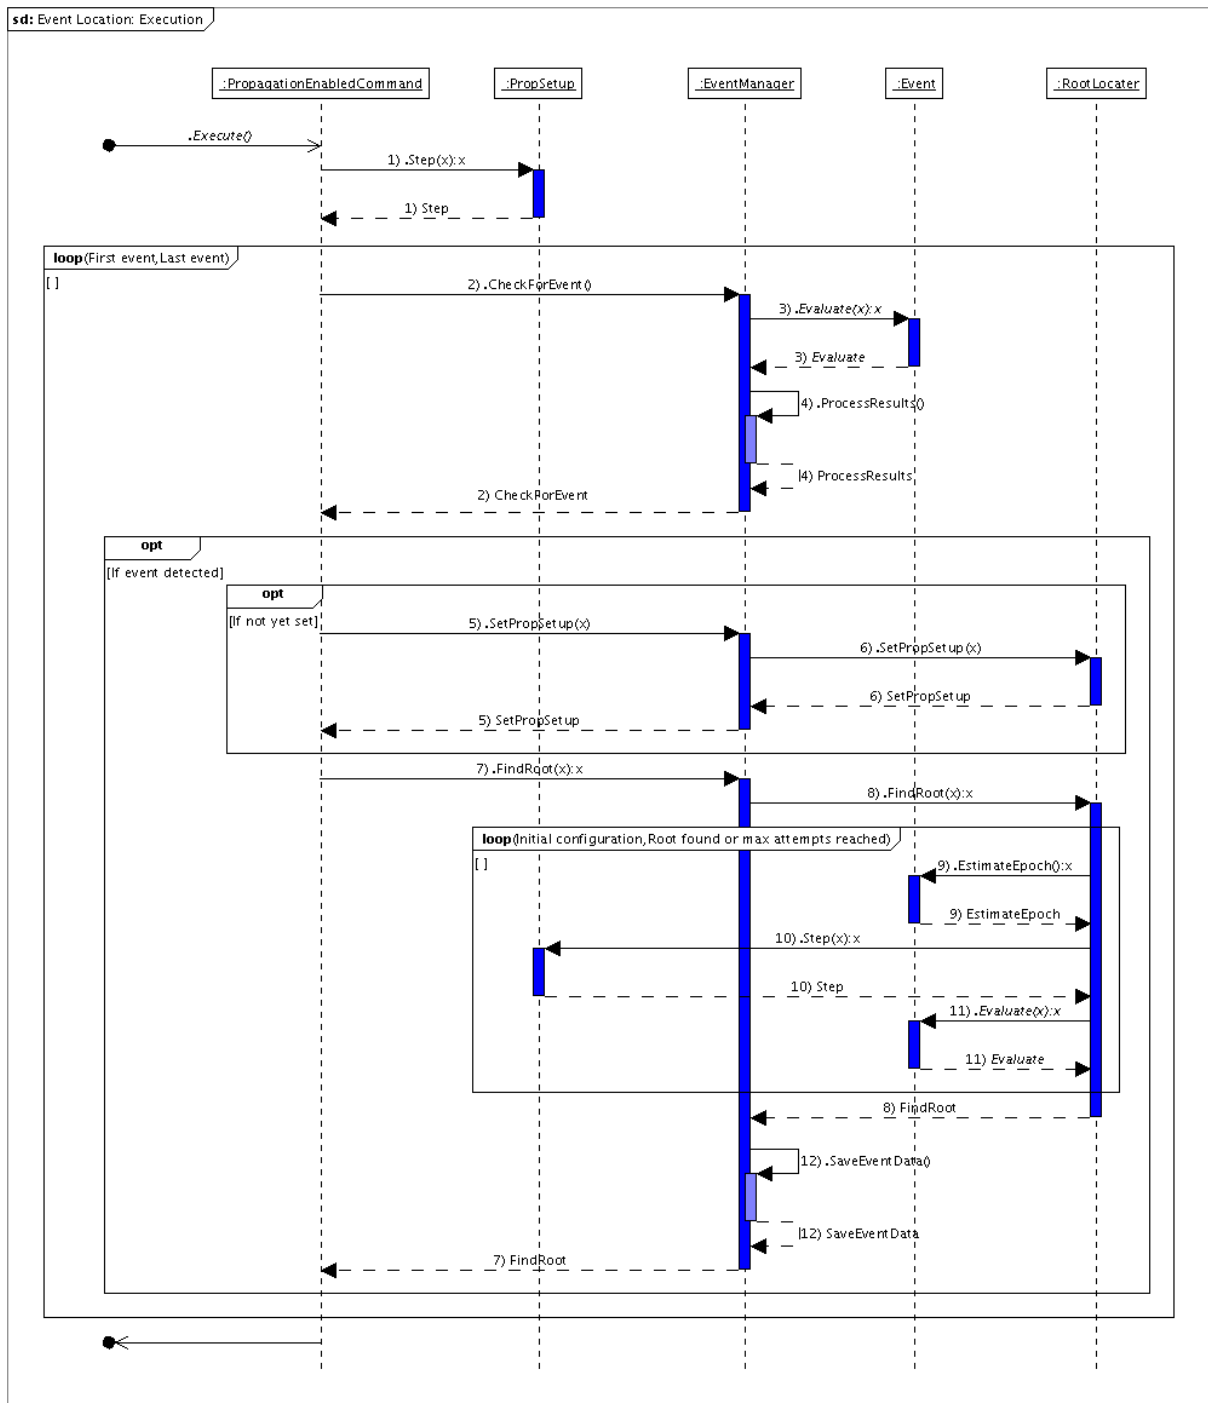 sd: Event Location: Execution
:PropagationEnabledCommand
:PropSetup
:EventManager
:Event
:RootLocater
.Execute()
1) .Step(x):x
1) Step
loop(First event,Last event)
[ ]
2) .CheckForEvent()
3) .Evaluate(x):x
3) Evaluate
4) .ProcessResults()
4) ProcessResults
2) CheckForEvent
opt
[If event detected]
opt
[If not yet set]
5) .SetPropSetup(x)
6) .SetPropSetup(x)
6) SetPropSetup
5) SetPropSetup
7) .FindRoot(x):x
8) .FindRoot(x):x
loop(Initial configuration,Root found or max attempts reached)
[ ]
9) .EstimateEpoch():x
9) EstimateEpoch
10) .Step(x):x
10) Step
11) .Evaluate(x):x
11) Evaluate
8) FindRoot
12) .SaveEventData()
12) SaveEventData
7) FindRoot